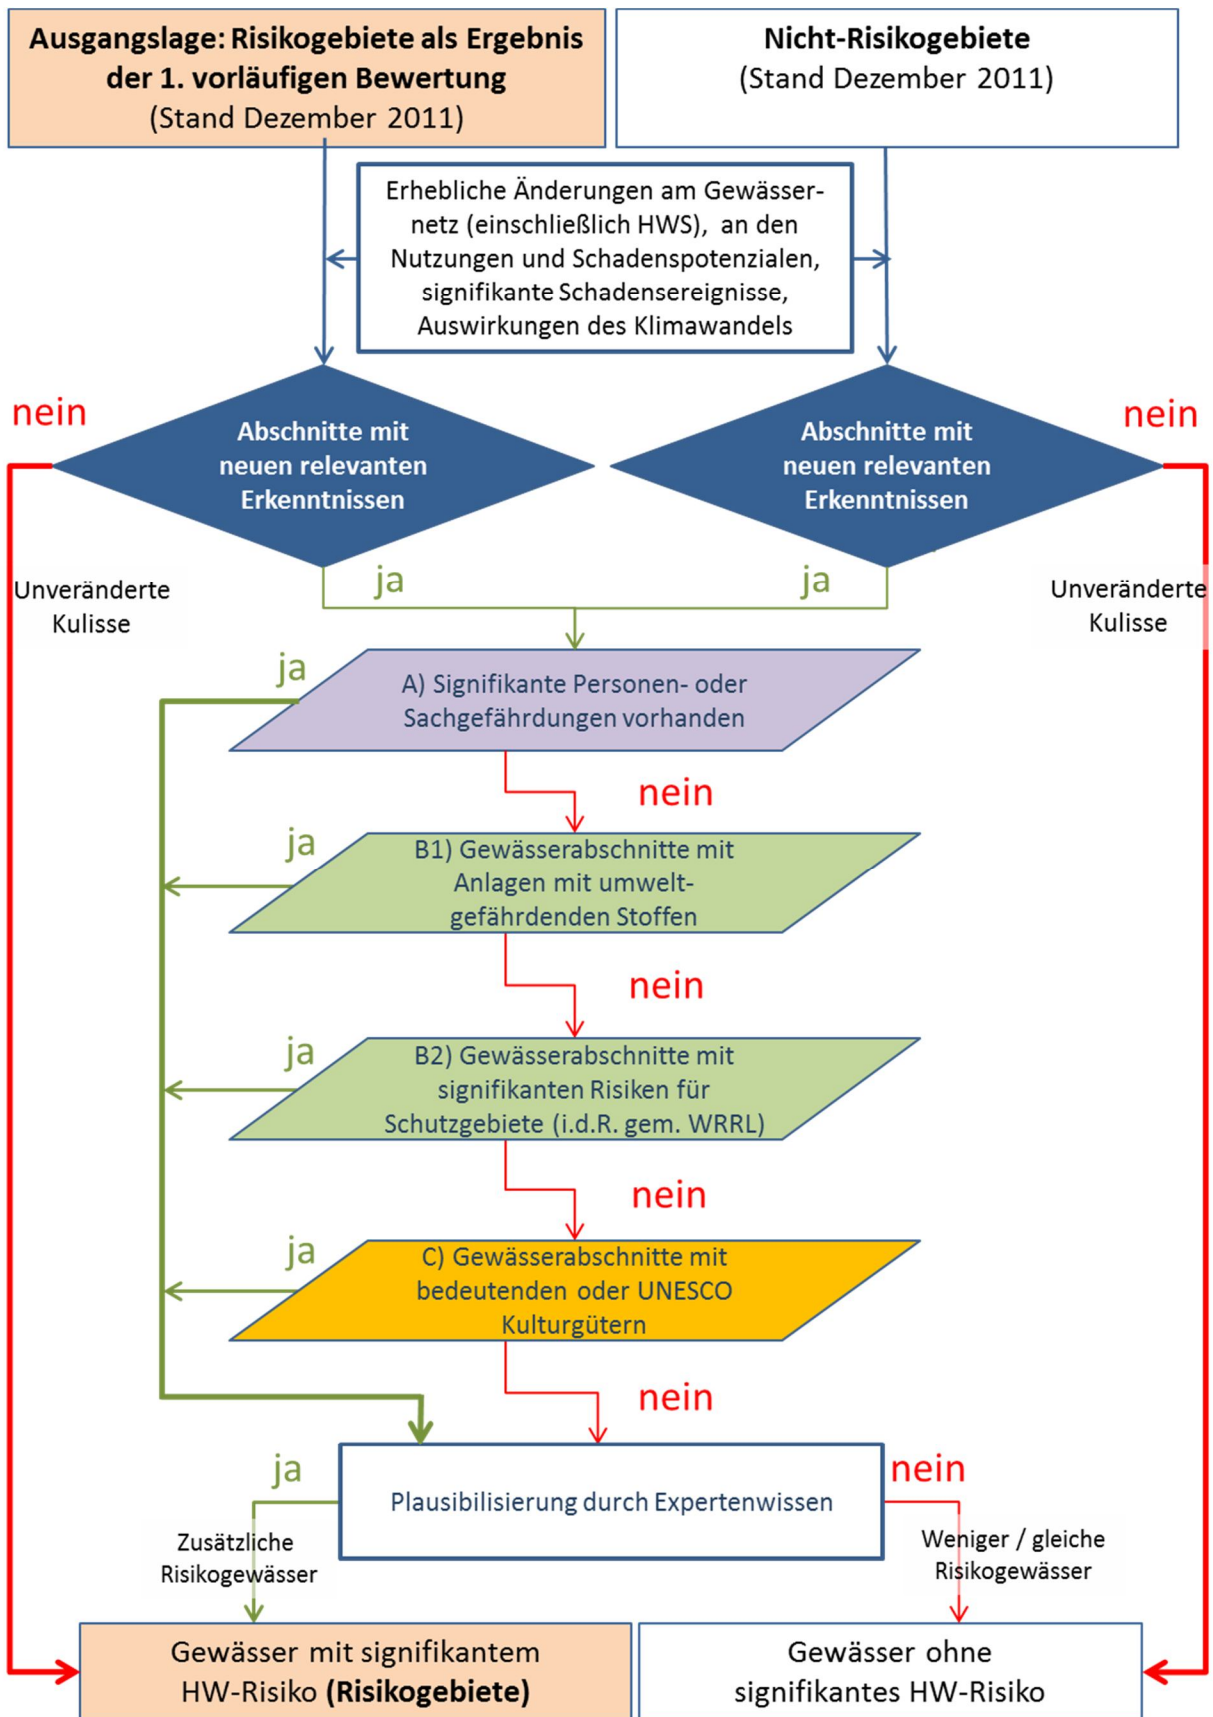 Ausgangslage: Risikogebiete als Ergebnis
der 1. vorläufigen Bewertung
(Stand Dezember 2011)
Nicht-Risikogebiete
(Stand Dezember 2011)
Erhebliche Änderungen am Gewässer-
netz (einschließlich HWS), an den
Nutzungen und Schadenspotenzialen,
signifikante Schadensereignisse,
Auswirkungen des Klimawandels
nein
Abschnitte mit
neuen relevanten
Erkenntnissen
Abschnitte mit
neuen relevanten
Erkenntnissen
nein
Unveränderte
Kulisse
ja
ja
Unveränderte
Kulisse
ja
A) Signifikante Personen- oder
Sachgefährdungen vorhanden
nein
ja
B1) Gewässerabschnitte mit
Anlagen mit umwelt-
gefährdenden Stoffen
nein
ja
B2) Gewässerabschnitte mit
signifikanten Risiken für
Schutzgebiete (i.d.R. gem. WRRL)
nein
ja
C) Gewässerabschnitte mit
bedeutenden oder UNESCO
Kulturgütern
nein
ja
Plausibilisierung durch Expertenwissen
nein
Zusätzliche
Risikogewässer
Weniger / gleiche
Risikogewässer
Gewässer mit signifikantem
HW-Risiko (Risikogebiete)
Gewässer ohne
signifikantes HW-Risiko